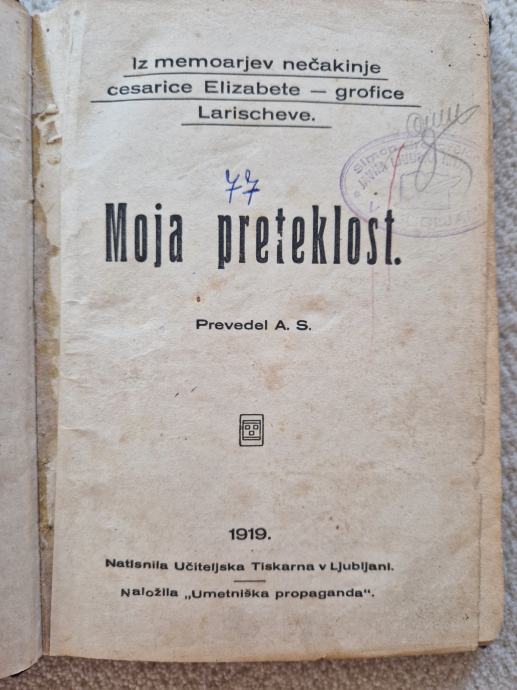 Iz memoarjev nečakinje
cesarice Elizabete — grofice
Larischeve.
77
Moja preteklost.
Prevedel A. S.
1919.
Natisnila Učiteljska Tiskarna v Ljubljani.
Naložila „Umetniška propaganda“.